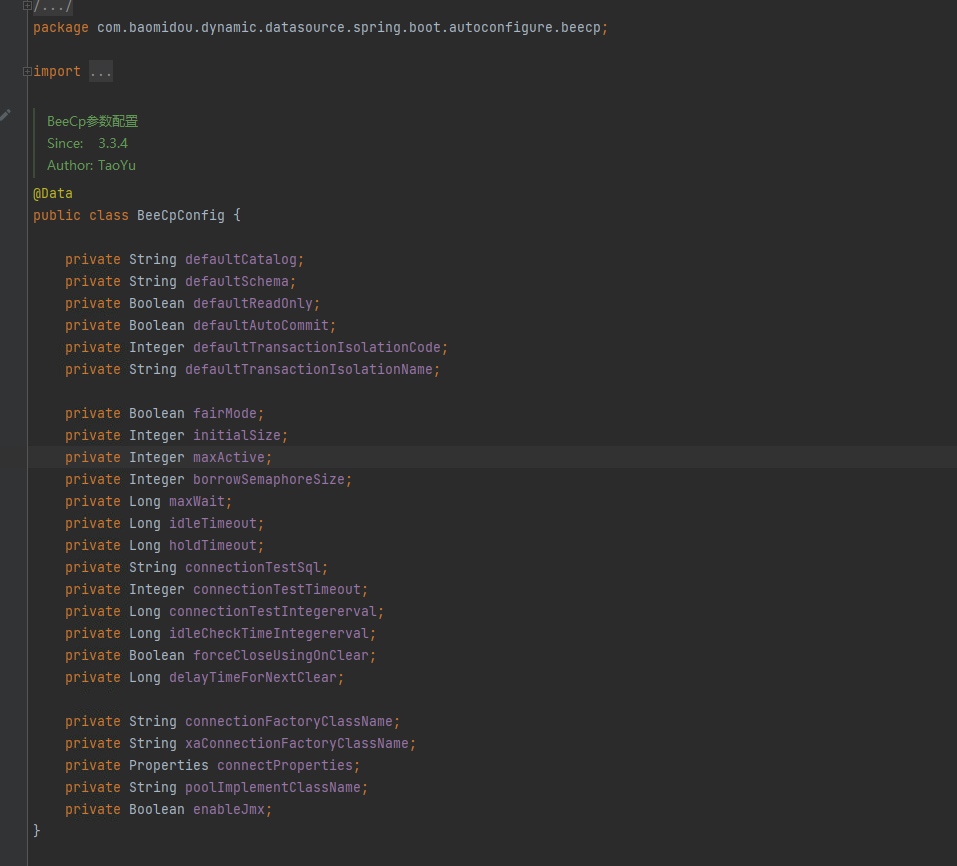 /.../
package com.baomidou.dynamic.datasource.spring.boot.autoconfigure.beecp;
import ...
BeeCp参数配置
Since: 3.3.4
Author: TaoYu
@Data
public class BeeCpConfig {
private String defaultCatalog;
private String defaultSchema;
private Boolean defaultReadOnly;
private Boolean defaultAutoCommit;
private Integer defaultTransactionIsolationCode;
private String defaultTransactionIsolationName;
private Boolean fairMode;
private Integer initialSize;
private Integer maxActive;
private Integer borrowSemaphoreSize;
private Long maxWait;
private Long idleTimeout;
private Long holdTimeout;
private String connectionTestSql;
private Integer connectionTestTimeout;
private Long connectionTestIntegererval;
private Long idleCheckTimeIntegererval;
private Boolean forceCloseUsingOnClear;
private Long delayTimeForNextClear;
private String connectionFactoryClassName;
private String xaConnectionFactoryClassName;
private Properties connectProperties;
private String poolImplementClassName;
private Boolean enableJmx;
}